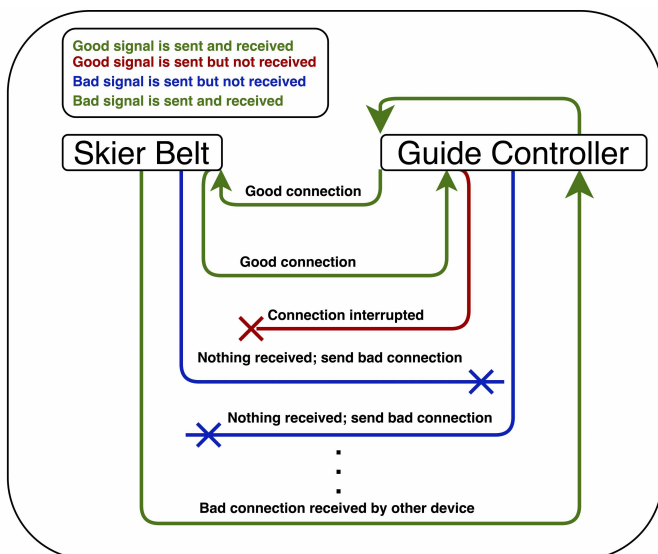 Good signal is sent and received
Good signal is sent but not received
Bad signal is sent but not received
Bad signal is sent and received
Skier Belt
Guide Controller
Good connection
Good connection
Connection interrupted
Nothing received; send bad connection
Nothing received; send bad connection
Bad connection received by other device